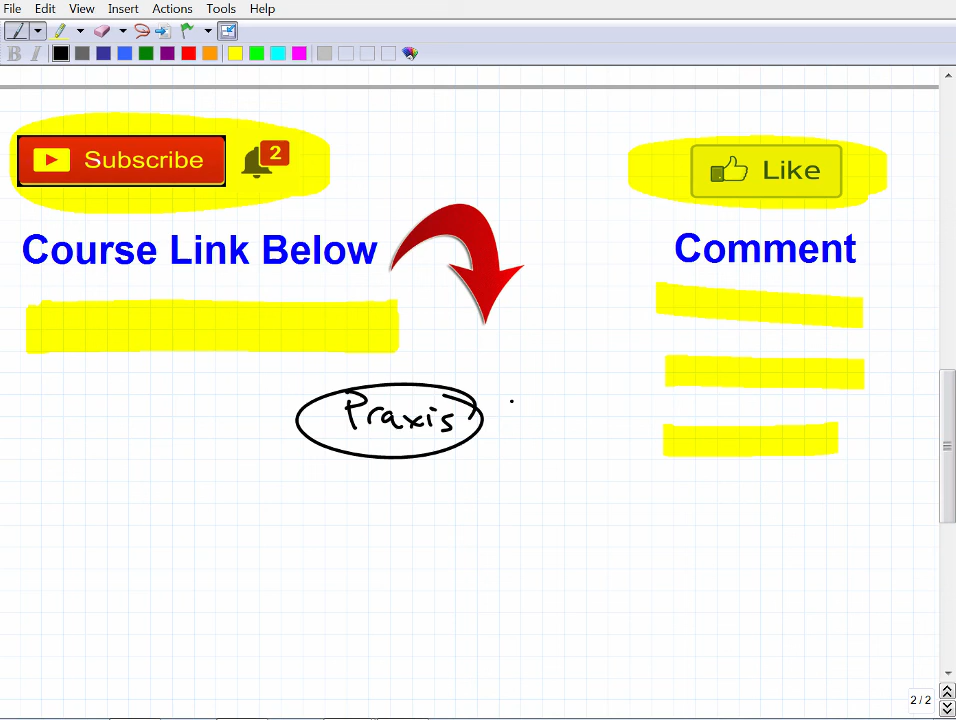 File Edit View Insert Actions Tools Help
B I
Subscribe 2
Like
Course Link Below
Comment
Praxis
2 / 2